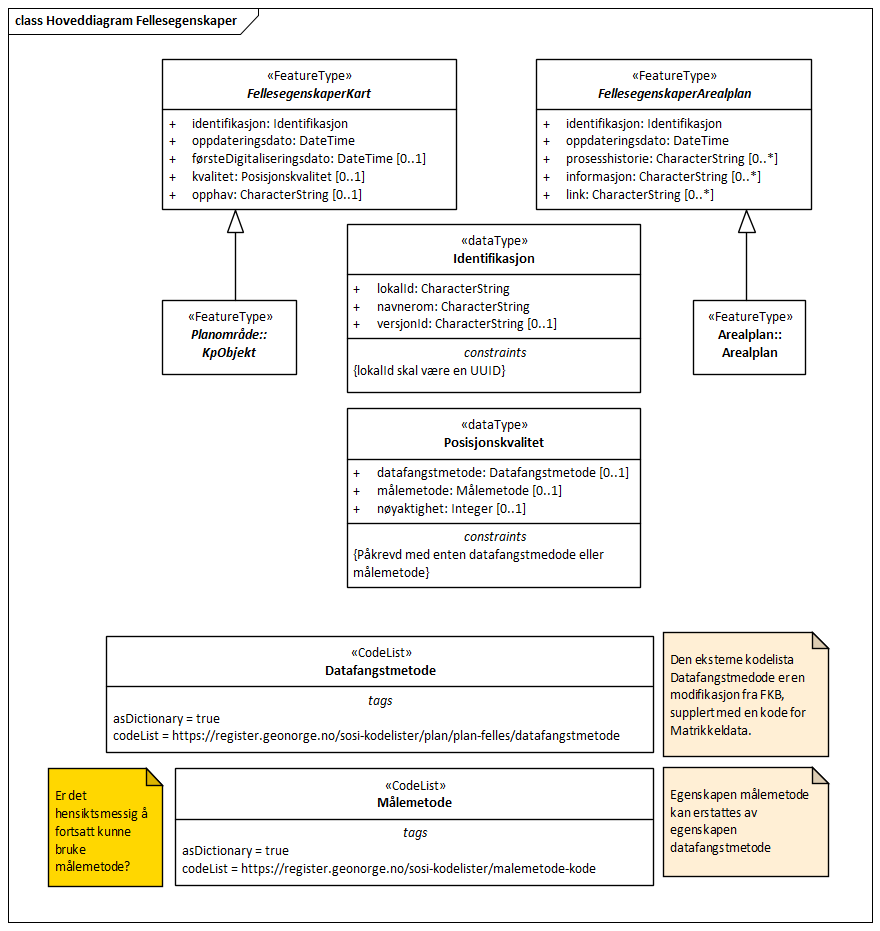 class Hoveddiagram Fellesegenskaper
«FeatureType»
FellesegenskaperKart
+ identifikasjon: Identifikasjon
+ oppdateringsdato: DateTime
+førsteDigitaliseringsdato: DateTime [0..1]
+ kvalitet: Posisjonskvalitet [0..1]
+ opphav: CharacterString [0..1]
«FeatureType»
FellesegenskaperArealplan
+ identifikasjon: Identifikasjon
+ oppdateringsdato: DateTime
+ prosesshistorie: CharacterString [0..*]
+ informasjon: CharacterString [0..*]
+ link: CharacterString [0..*]
«dataType»
Identifikasjon
+ lokalId: CharacterString
+ navnerom: CharacterString
+ versjonId: CharacterString [0..1]
constraints
{lokalId skal være en UUID}
«FeatureType»
Planområde::
KpObjekt
«FeatureType»
Arealplan::
Arealplan
«dataType»
Posisjonskvalitet
+ datafangstmetode: Datafangstmetode [0..1]
+ målemetode: Målemetode [0..1]
+ nøyaktighet: Integer [0..1]
constraints
{Påkrevd med enten datafangstmedode eller
målemetode}
«CodeList»
Datafangstmetode
tags
asDictionary = true
codeList = https://register.geonorge.no/sosi-kodelister/plan/plan-felles/datafangstmetode
Den eksterne kodelista
Datafangstmedode er en
modifikasjon fra FKB,
supplert med en kode for
Matrikkeldata.
Er det
hensiktsmessig å
fortsatt kunne
bruke
målemetode?
«CodeList»
Målemetode
tags
asDictionary = true
codeList = https://register.geonorge.no/sosi-kodelister/malemetode-kode
Egenskapen målemetode
kan erstattes av
egenskapen
datafangstmetode